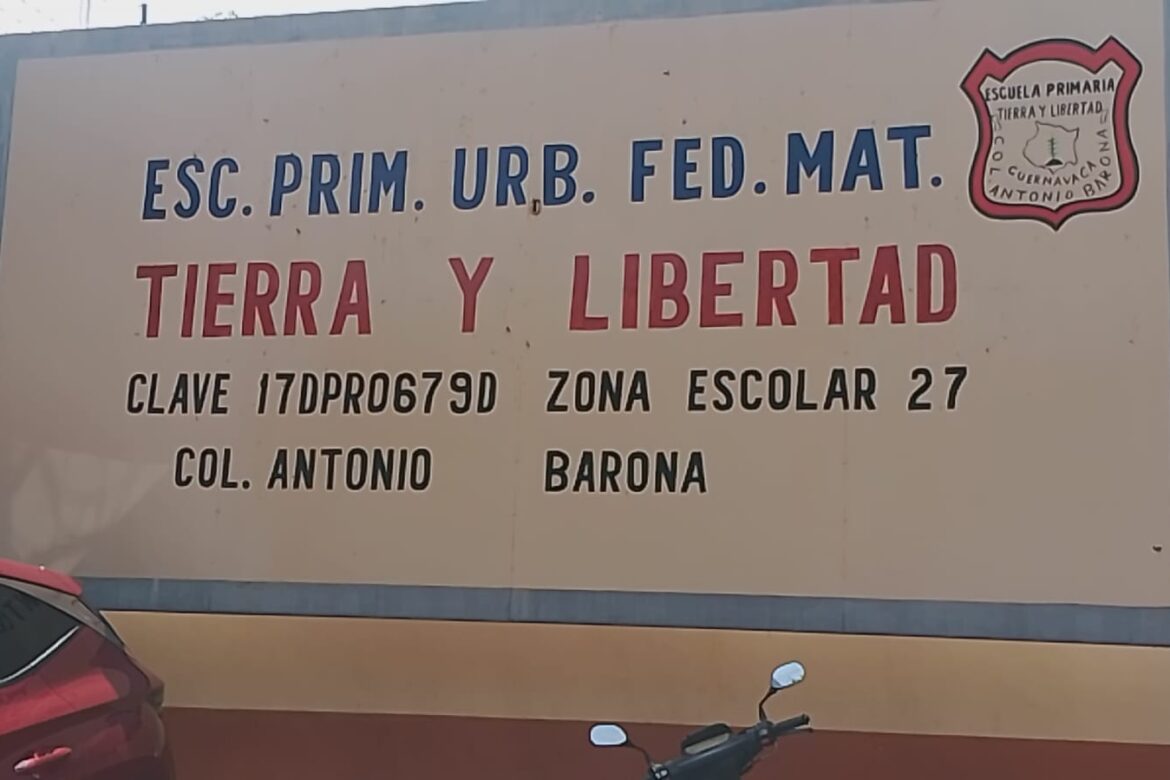 ESC. PRIM. URB. FED. MAT.
TIERRA Y LIBERTAD
CLAVE 17DPR0679D ZONA ESCOLAR 27
COL. ANTONIO BARONA
ESCUELA PRIMARIA
TIERRA Y LIBERTAD
CUERNAVACA
COL. ANTONIO BARONA